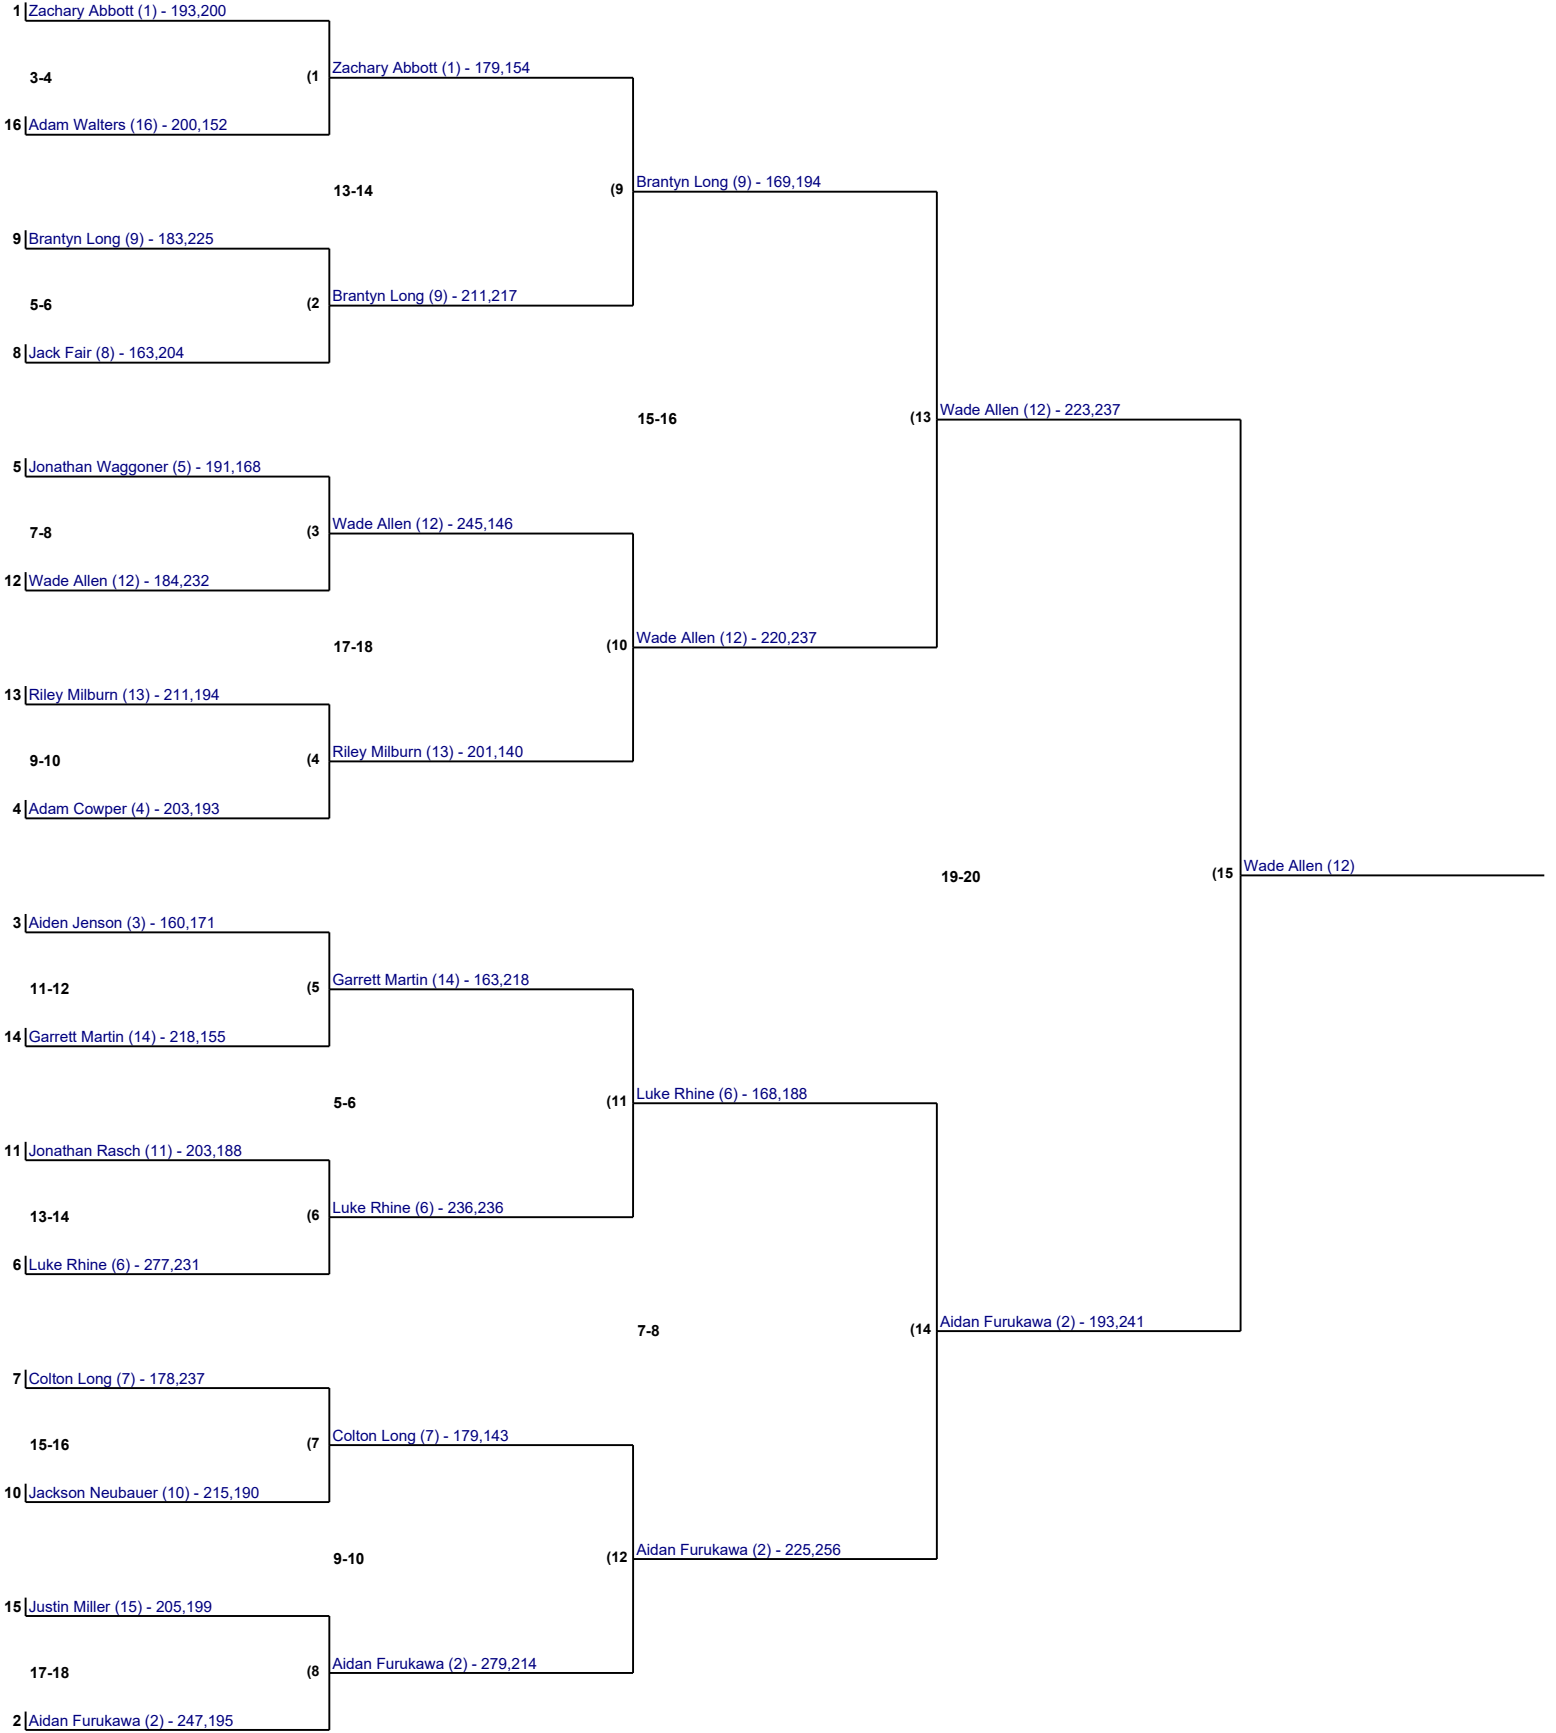 1 Zachary Abbott (1) - 193,200
Zachary Abbott (1) - 179,154
3-4 (1
16 Adam Walters (16) - 200,152
Brantyn Long (9) - 169,194
13-14 (9
9 Brantyn Long (9) - 183,225
Brantyn Long (9) - 211,217
5-6 (2
8 Jack Fair (8) - 163,204
Wade Allen (12) - 223,237
15-16 (13
5 Jonathan Waggoner (5) - 191,168
Wade Allen (12) - 245,146
7-8 (3
12 Wade Allen (12) - 184,232
Wade Allen (12) - 220,237
17-18 (10
13 Riley Milburn (13) - 211,194
Riley Milburn (13) - 201,140
9-10 (4
4 Adam Cowper (4) - 203,193
Wade Allen (12)
19-20 (15
3 Aiden Jenson (3) - 160,171
Garrett Martin (14) - 163,218
11-12 (5
14 Garrett Martin (14) - 218,155
Luke Rhine (6) - 168,188
5-6 (11
11 Jonathan Rasch (11) - 203,188
Luke Rhine (6) - 236,236
13-14 (6
6 Luke Rhine (6) - 277,231
Aidan Furukawa (2) - 193,241
7-8 (14
7 Colton Long (7) - 178,237
Colton Long (7) - 179,143
15-16 (7
10 Jackson Neubauer (10) - 215,190
Aidan Furukawa (2) - 225,256
9-10 (12
15 Justin Miller (15) - 205,199
Aidan Furukawa (2) - 279,214
17-18 (8
2 Aidan Furukawa (2) - 247,195